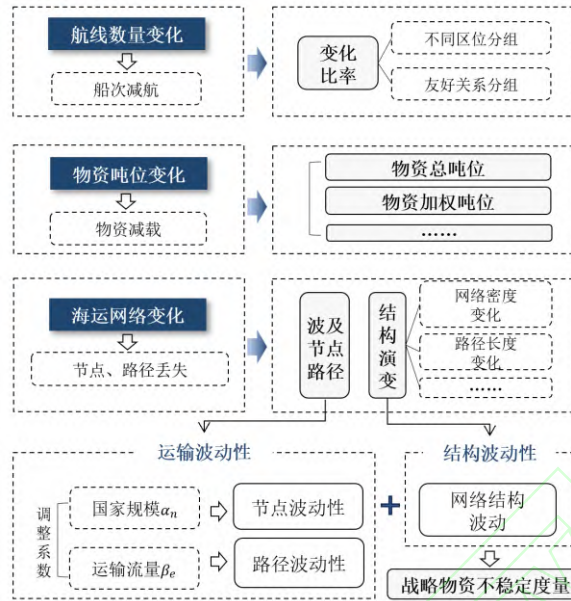 航线数量变化
船次减航
变化
比率
不同区位分组
友好关系分组
物资吨位变化
物资减载
物资总吨位
物资加权吨位
……
海运网络变化
节点、路径丢失
波及
节点
路径
结
构
演
变
网络密度
变化
路径长度
变化
……
运输波动性
调
整
系
数
国家规模αₙ
节点波动性
运输流量βₑ
路径波动性
+
结构波动性
网络结构
波动
战略物资不稳定度量